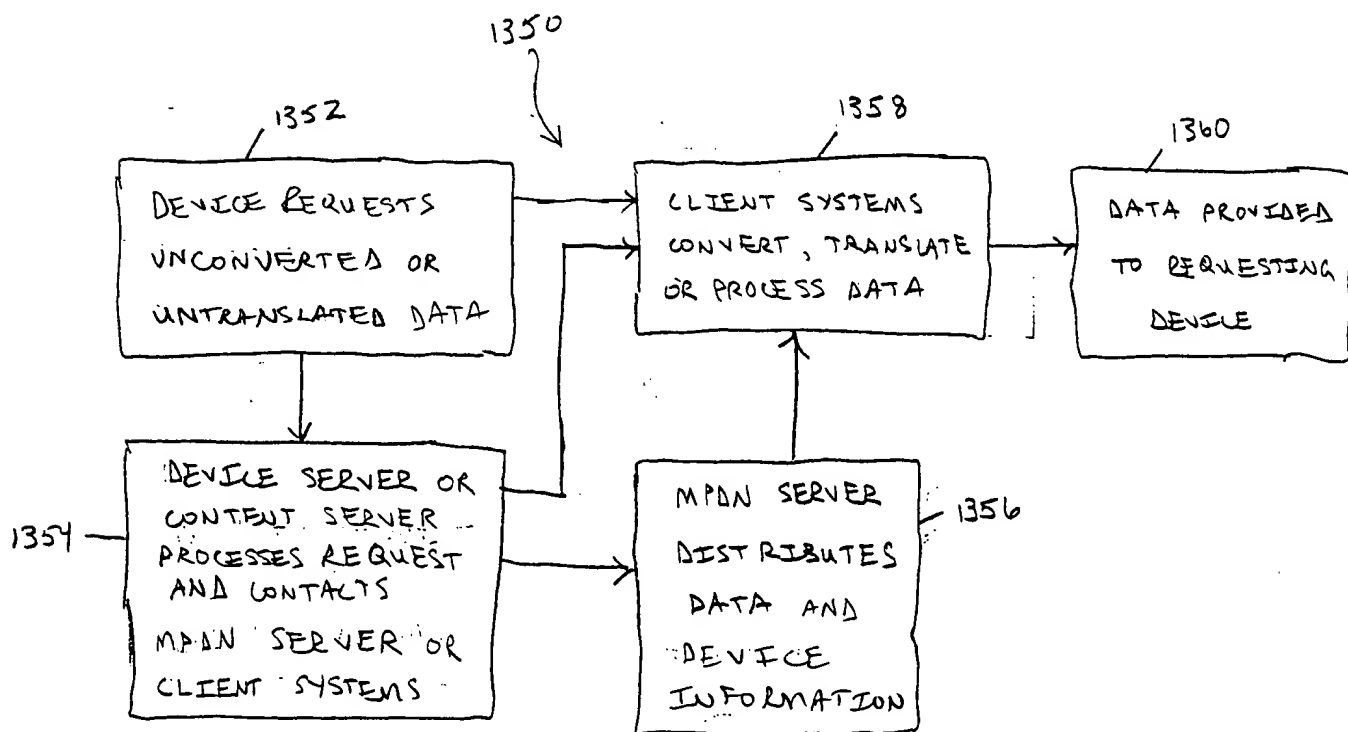 1350
1352
DEVICE REQUESTS
UNCONVERTED OR
UNTRANSLATED DATA
1358
CLIENT SYSTEMS
CONVERT, TRANSLATE
OR PROCESS DATA
1360
DATA PROVIDED
TO REQUESTING
DEVICE
1354
DEVICE SERVER OR
CONTENT SERVER
PROCESSES REQUEST
AND CONTACTS
MPDN SERVER OR
CLIENT SYSTEMS
MPDN SERVER
DISTRIBUTES
DATA AND
DEVICE
INFORMATION
1356